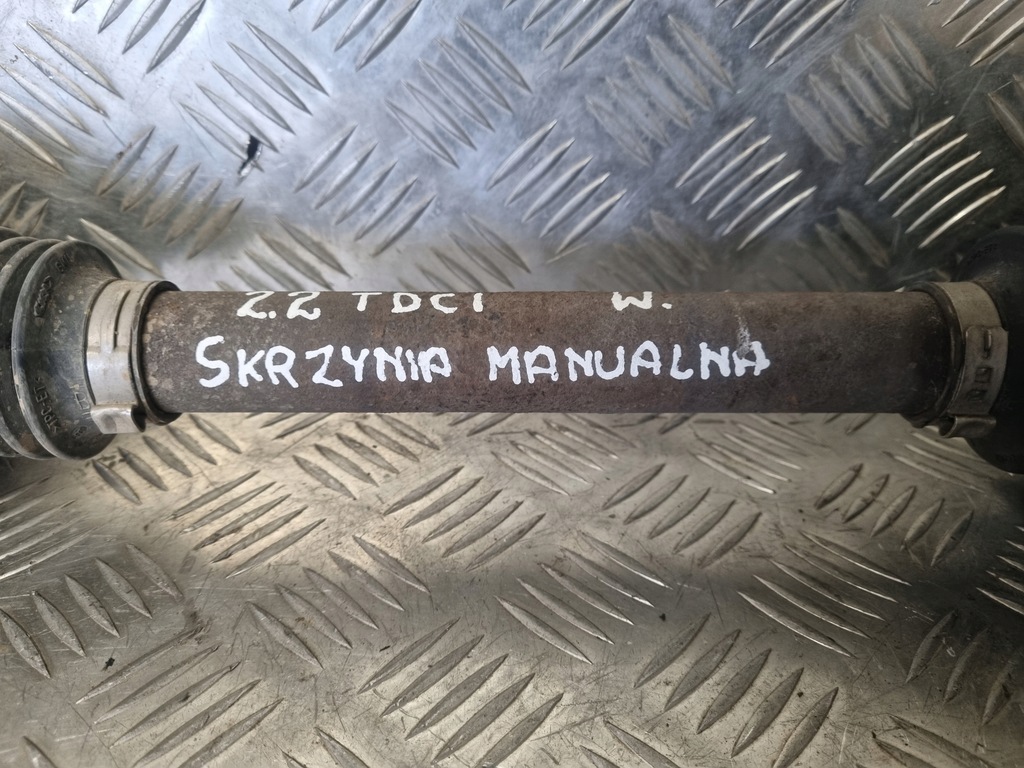 2.2 TDCI W.
SKRZYNIA MANUALNA